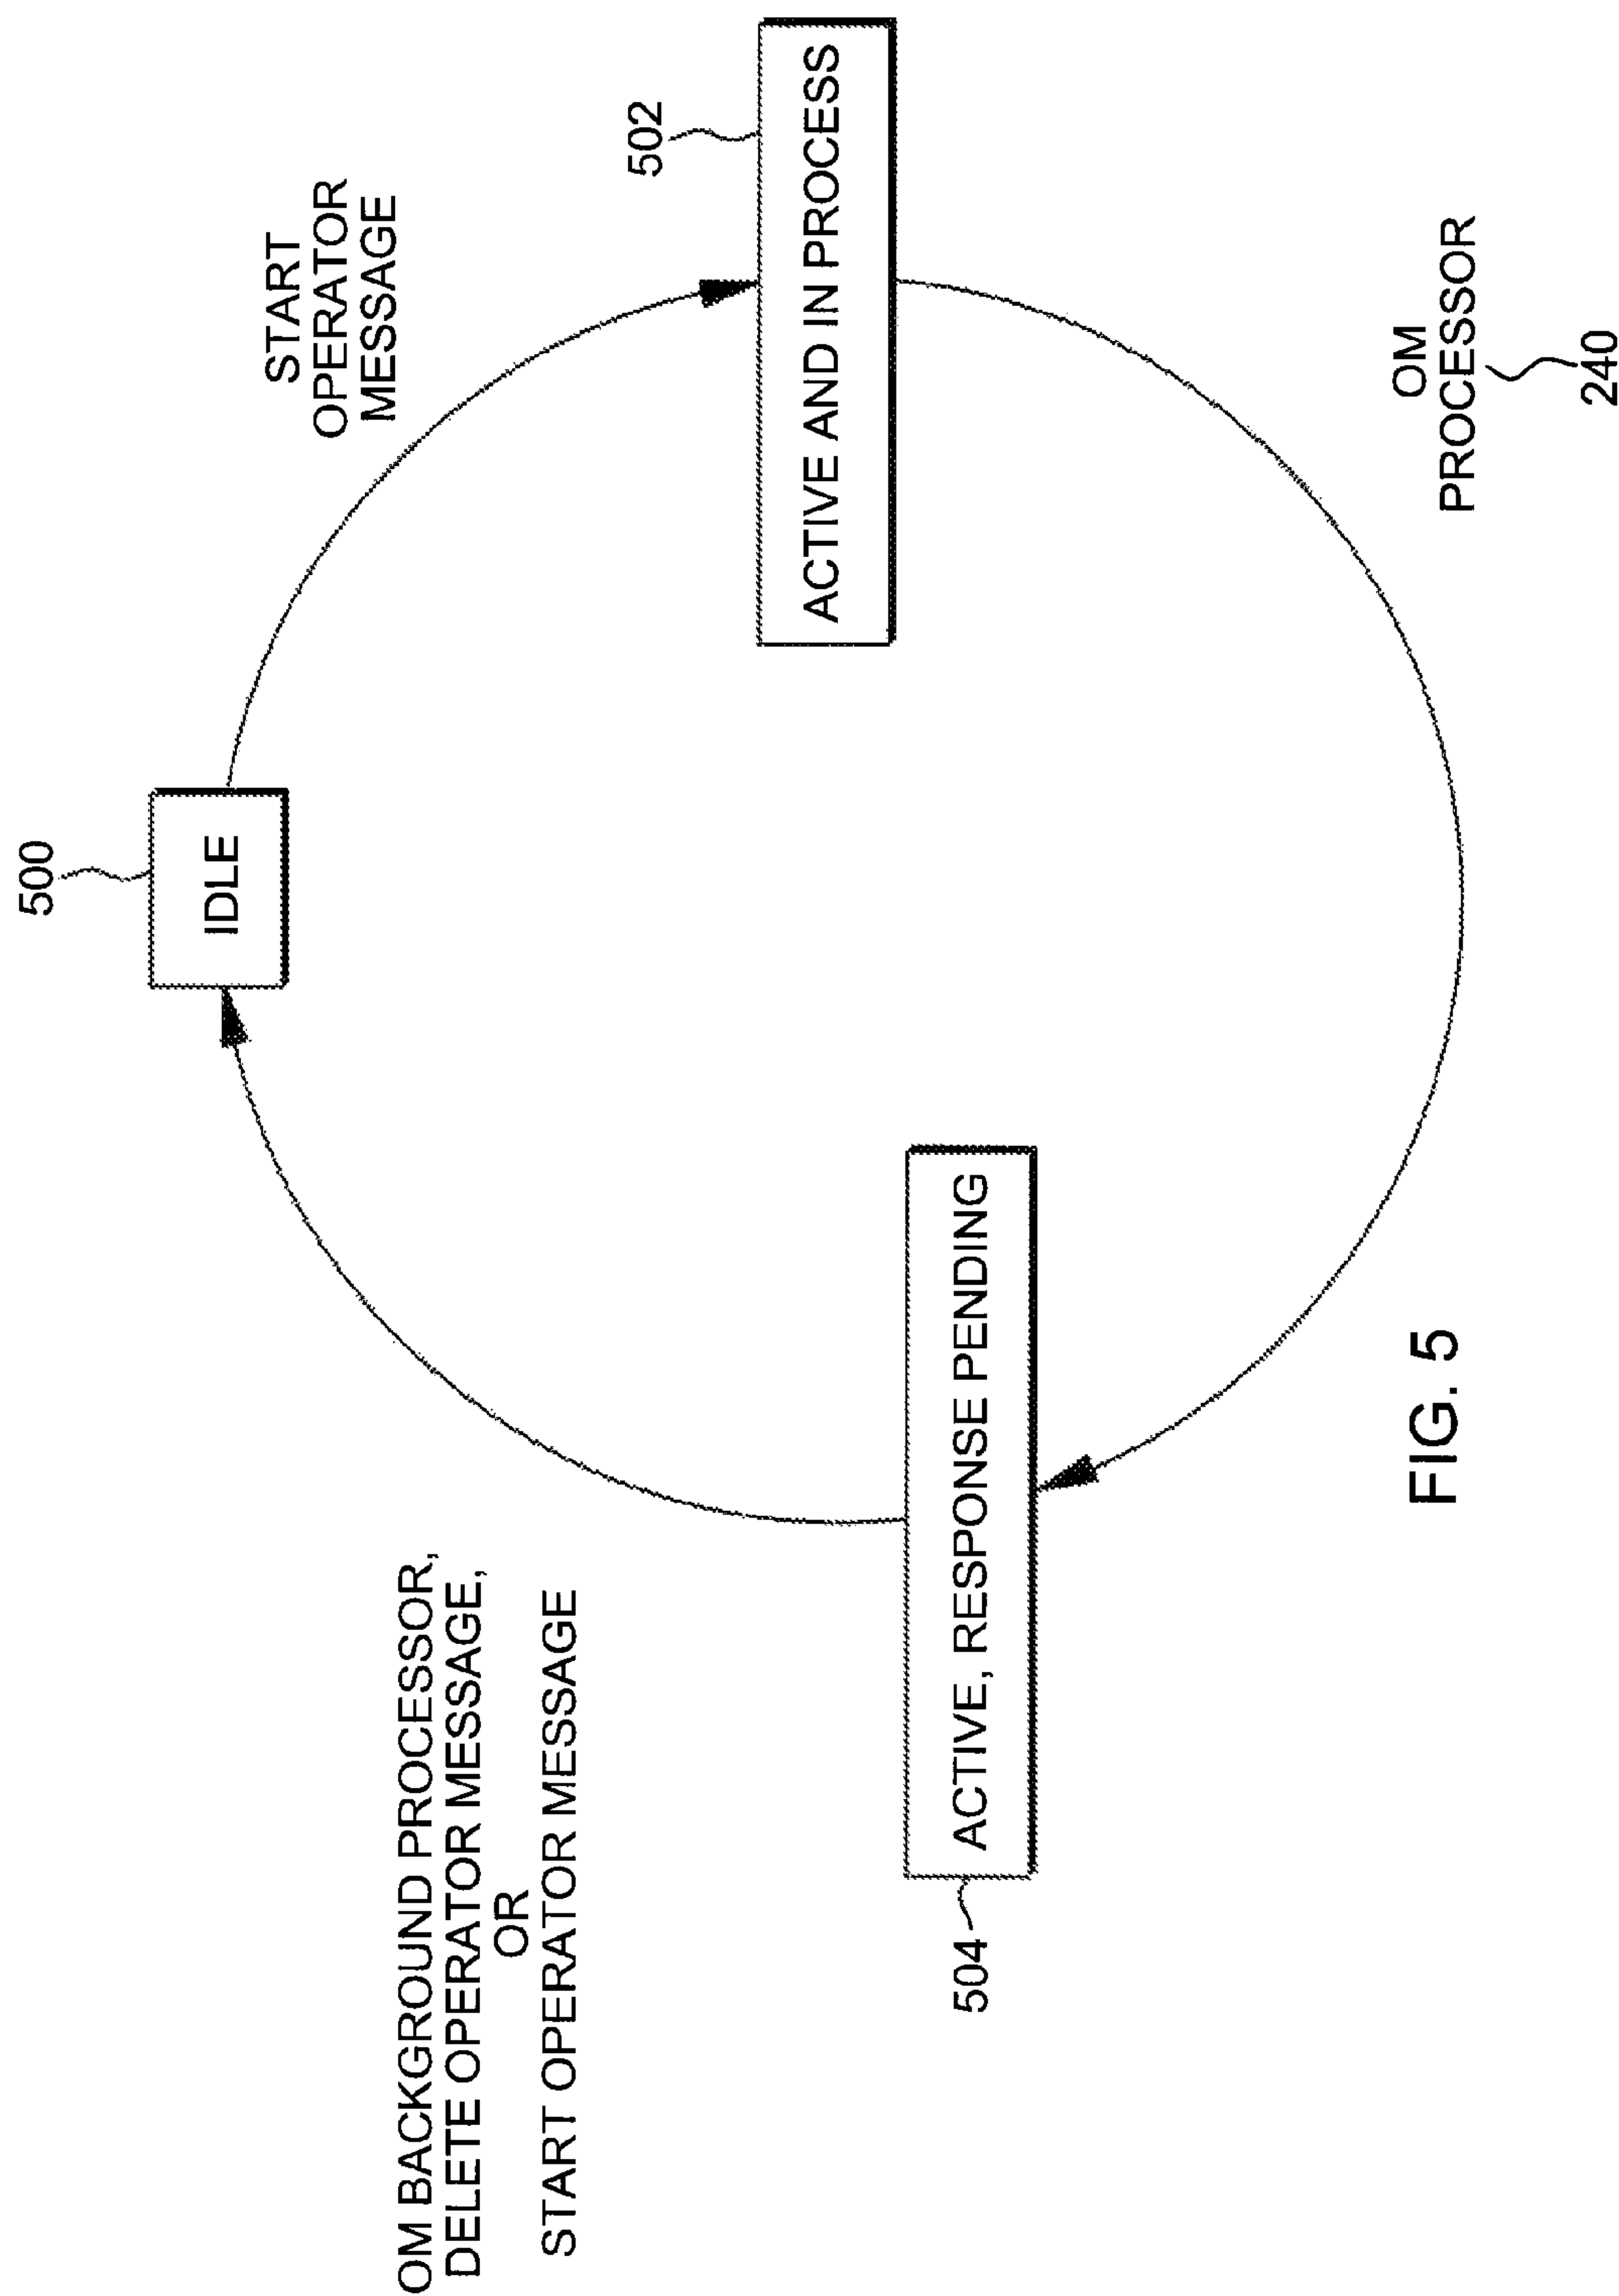 500
IDLE
START
OPERATOR
MESSAGE
502
ACTIVE AND IN PROCESS
OM
PROCESSOR
240
OM BACKGROUND PROCESSOR,
DELETE OPERATOR MESSAGE,
OR
START OPERATOR MESSAGE
504
ACTIVE, RESPONSE PENDING
FIG. 5